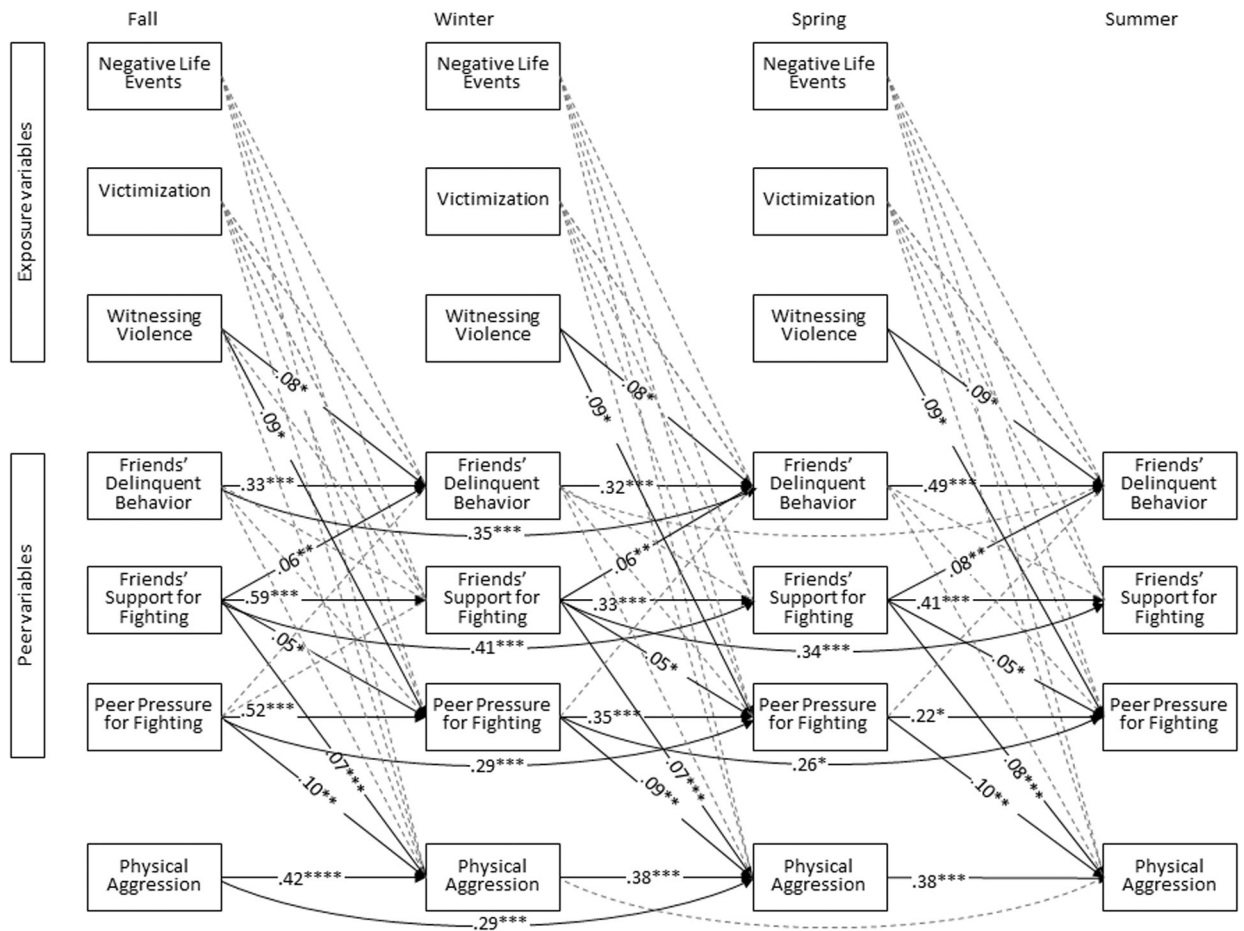 Fall
Winter
Spring
Summer
Exposure variables
Negative Life
Events
Negative Life
Events
Negative Life
Events
Victimization
Victimization
Victimization
Witnessing
Violence
Witnessing
Violence
Witnessing
Violence
.08*
.09*
.08*
.09*
.09*
.09*
Peer variables
Friends’
Delinquent
Behavior
Friends’
Delinquent
Behavior
Friends’
Delinquent
Behavior
Friends’
Delinquent
Behavior
.33***
.32***
.49***
.35***
.06**
.06**
.08**
Friends’
Support for
Fighting
Friends’
Support for
Fighting
Friends’
Support for
Fighting
Friends’
Support for
Fighting
.59***
.33***
.41***
.41***
.34***
.05*
.05*
.05*
Peer Pressure
for Fighting
Peer Pressure
for Fighting
Peer Pressure
for Fighting
Peer Pressure
for Fighting
.52***
.35***
.22*
.29***
.26*
.07***
.10**
.07***
.09**
.08***
.10**
Physical
Aggression
Physical
Aggression
Physical
Aggression
Physical
Aggression
.42****
.38***
.38***
.29***